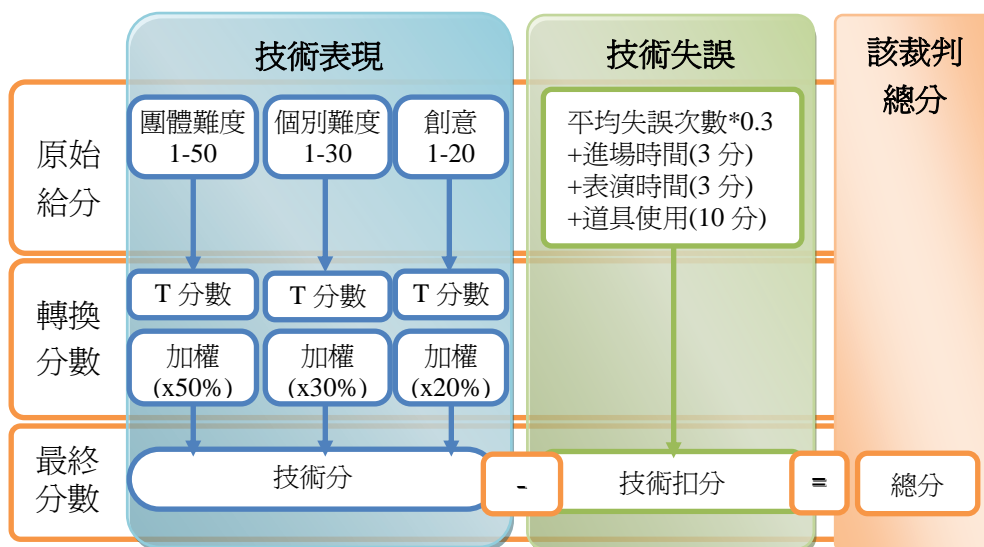 技術表現
技術失誤
該裁判
總分
原始
給分
團體難度
1-50
個別難度
1-30
創意
1-20
平均失誤次數*0.3
+進場時間(3 分)
+表演時間(3 分)
+道具使用(10 分)
轉換
分數
T 分數
T 分數
T 分數
加權
(x50%)
加權
(x30%)
加權
(x20%)
最終
分數
技術分
-
技術扣分
=
總分